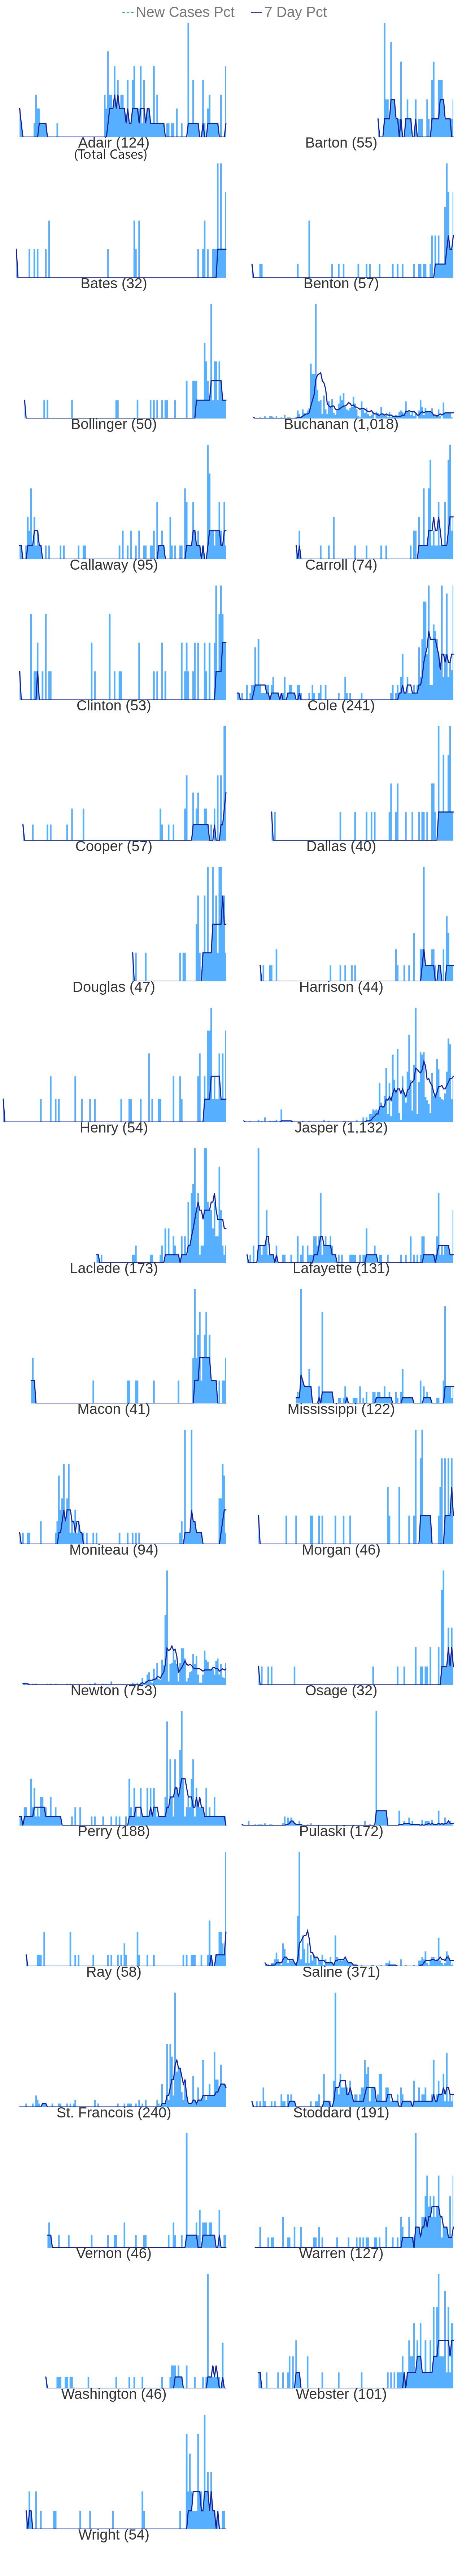 New Cases Pct 7 Day Pct
Adair (124) Barton (55)
(Total Cases)
Bates (32) Benton (57)
Bollinger (50) Buchanan (1,018)
Callaway (95) Carroll (74)
Clinton (53) Cole (241)
Cooper (57) Dallas (40)
Douglas (47) Harrison (44)
Henry (54) Jasper (1,132)
Laclede (173) Lafayette (131)
Macon (41) Mississippi (122)
Moniteau (94) Morgan (46)
Newton (753) Osage (32)
Perry (188) Pulaski (172)
Ray (58) Saline (371)
St. Francois (240) Stoddard (191)
Vernon (46) Warren (127)
Washington (46) Webster (101)
Wright (54)